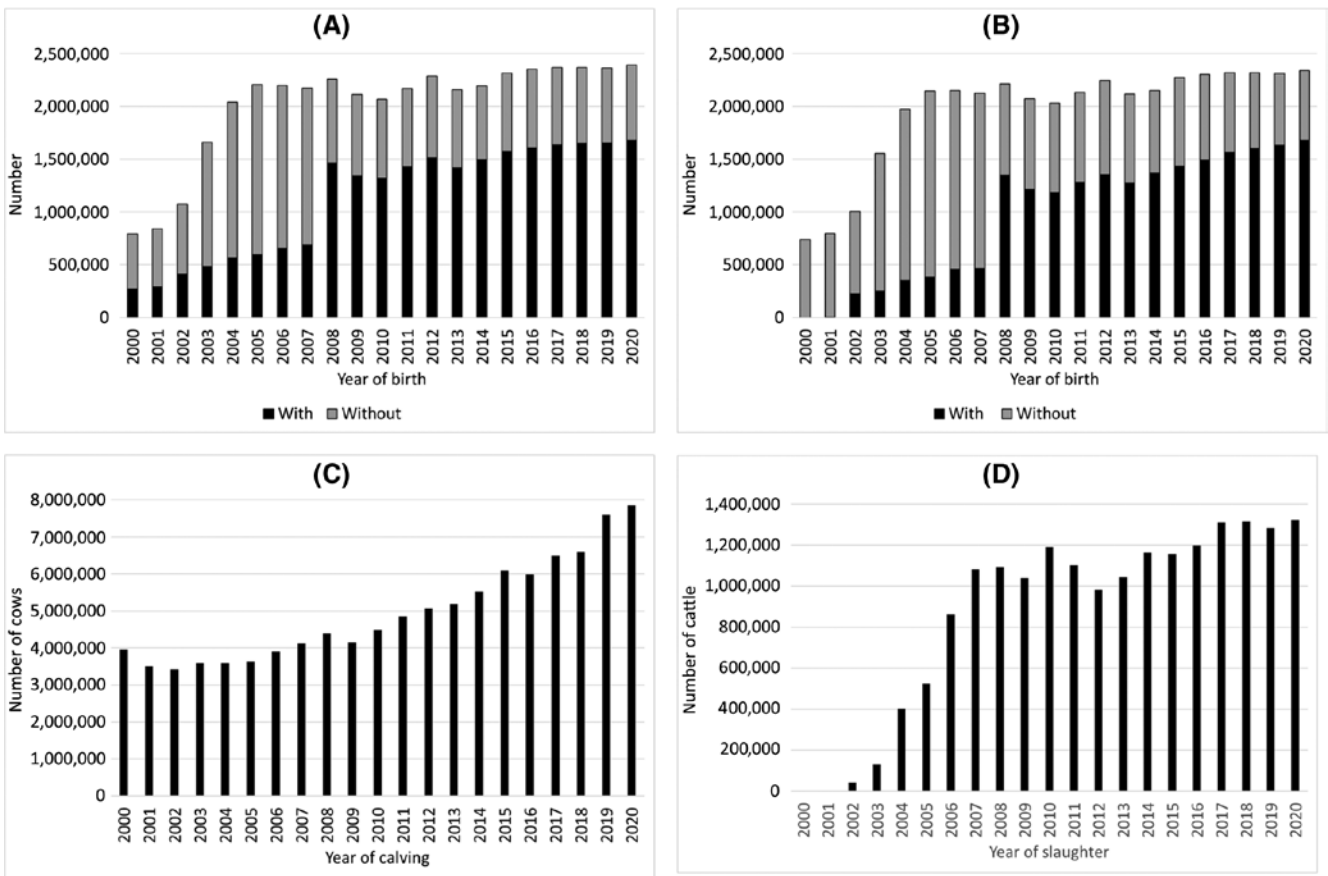 (A)
2,500,000
2,000,000
1,500,000
1,000,000
500,000
0
Number
2000 2001 2002 2003 2004 2005 2006 2007 2008 2009 2010 2011 2012 2013 2014 2015 2016 2017 2018 2019 2020
Year of birth
With Without
(B)
2,500,000
2,000,000
1,500,000
1,000,000
500,000
0
Number
2000 2001 2002 2003 2004 2005 2006 2007 2008 2009 2010 2011 2012 2013 2014 2015 2016 2017 2018 2019 2020
Year of birth
With Without
(C)
8,000,000
7,000,000
6,000,000
5,000,000
4,000,000
3,000,000
2,000,000
1,000,000
0
Number of cows
2000 2001 2002 2003 2004 2005 2006 2007 2008 2009 2010 2011 2012 2013 2014 2015 2016 2017 2018 2019 2020
Year of calving
(D)
1,400,000
1,200,000
1,000,000
800,000
600,000
400,000
200,000
0
Number of cattle
2000 2001 2002 2003 2004 2005 2006 2007 2008 2009 2010 2011 2012 2013 2014 2015 2016 2017 2018 2019 2020
Year of slaughter